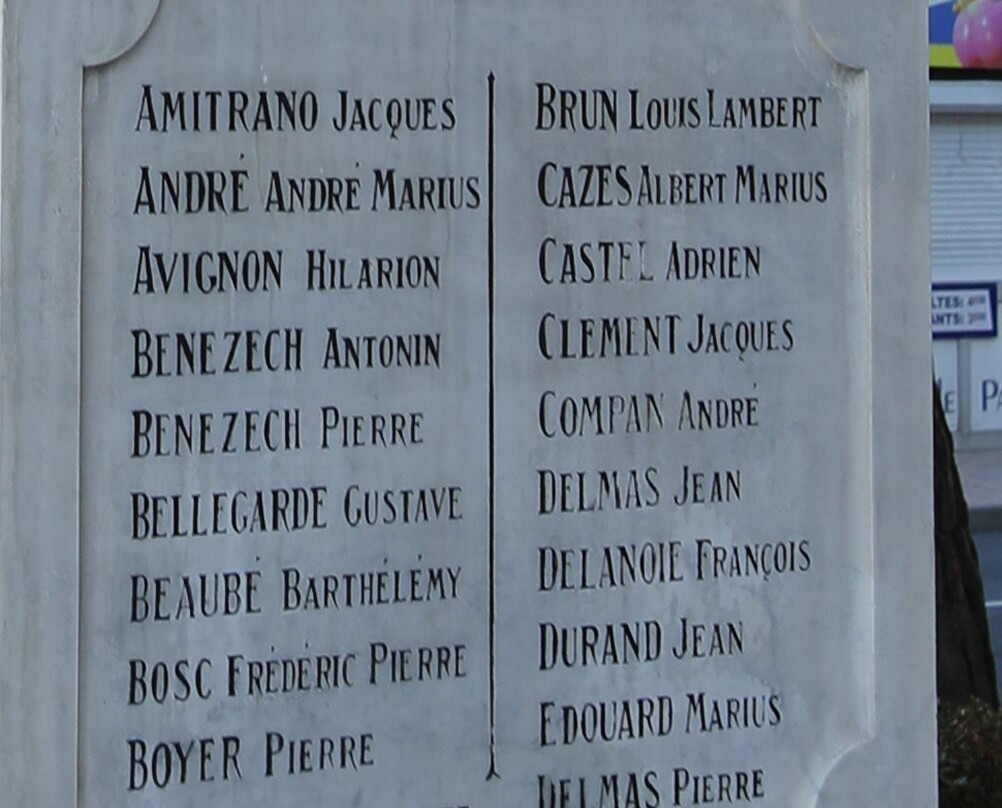 AMITRANO JACQUES
ANDRÉ ANDRÉ MARIUS
AVIGNON HILARION
BENEZECH ANTONIN
BENEZECH PIERRE
BELLEGARDE GUSTAVE
BEAUBÉ BARTHÉLÉMY
BOSC FRÉDÉRIC PIERRE
BOYER PIERRE
BRUN LOUIS LAMBERT
CAZES ALBERT MARIUS
CASTEL ADRIEN
CLEMENT JACQUES
COMPAN ANDRÉ
DELMAS JEAN
DELANOIE FRANÇOIS
DURAND JEAN
EDOUARD MARIUS
DELMAS PIERRE